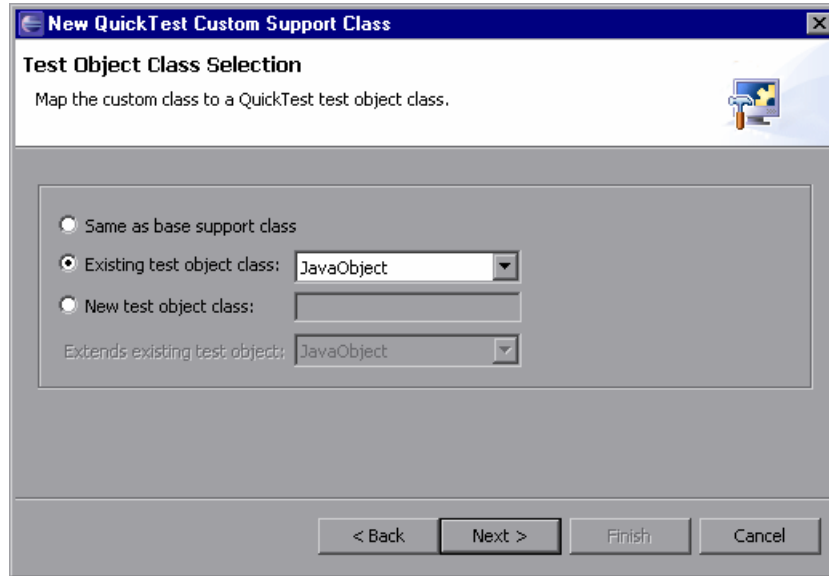 New QuickTest Custom Support Class
Test Object Class Selection
Map the custom class to a QuickTest test object class.
Same as base support class
Existing test object class: JavaObject
New test object class:
Extends existing test object: JavaObject
< Back Next > Finish Cancel